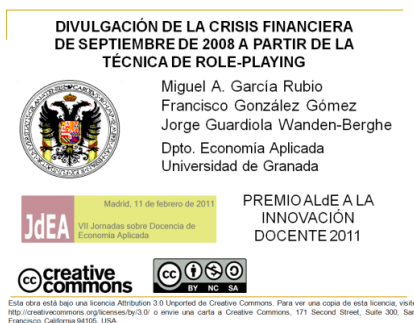 DIVULGACIÓN DE LA CRISIS FINANCIERA
DE SEPTIEMBRE DE 2008 A PARTIR DE LA
TÉCNICA DE ROLE-PLAYING
Miguel A. García Rubio
Francisco González Gómez
Jorge Guardiola Wanden-Berghe
Dpto. Economía Aplicada
Universidad de Granada
Madrid, 11 de febrero de 2011
JdEA
VII Jornadas sobre Docencia de
Economía Aplicada
PREMIO ALdE A LA
INNOVACIÓN
DOCENTE 2011
cc creative
commons
cc
BY NC SA
Esta obra está bajo una licencia Attribution 3.0 Unported de Creative Commons. Para ver una copia de esta licencia, visite
http://creativecommons.org/licenses/by/3.0/ o envie una carta a Creative Commons, 171 Second Street, Suite 300, San
Francisco, California 94105, USA.